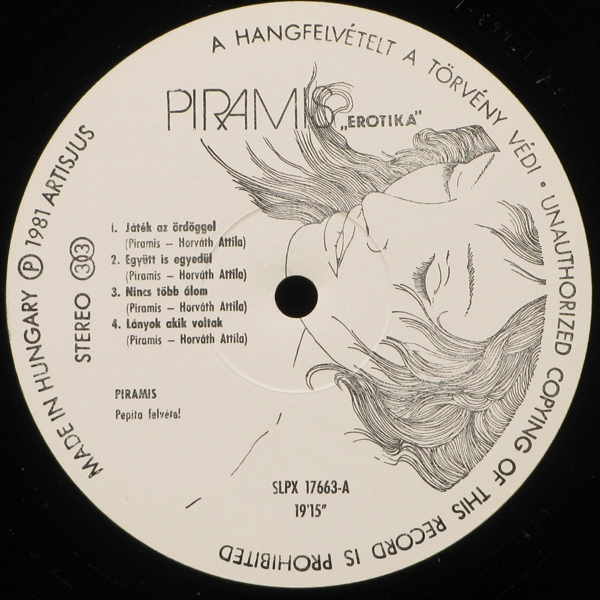 A HANGFELVÉTELT A TÖRVÉNY VÉDI • UNAUTHORIZED COPYING OF THIS RECORD IS PROHIBITED
MADE IN HUNGARY Ⓟ 1981 ARTISJUS
STEREO 33
PIRAMIS „EROTIKA”
1. Játék az ördöggel
(Piramis – Horváth Attila)
2. Együtt is egyedül
(Piramis – Horváth Attila)
3. Nincs több álom
(Piramis – Horváth Attila)
4. Lányok akik voltak
(Piramis – Horváth Attila)
PIRAMIS
Pepita felvétel
SLPX 17663-A
19'15"